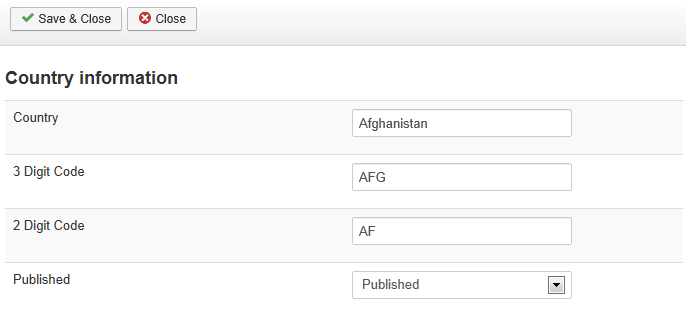 Save & Close Close
Country information
Country Afghanistan
3 Digit Code AFG
2 Digit Code AF
Published Published